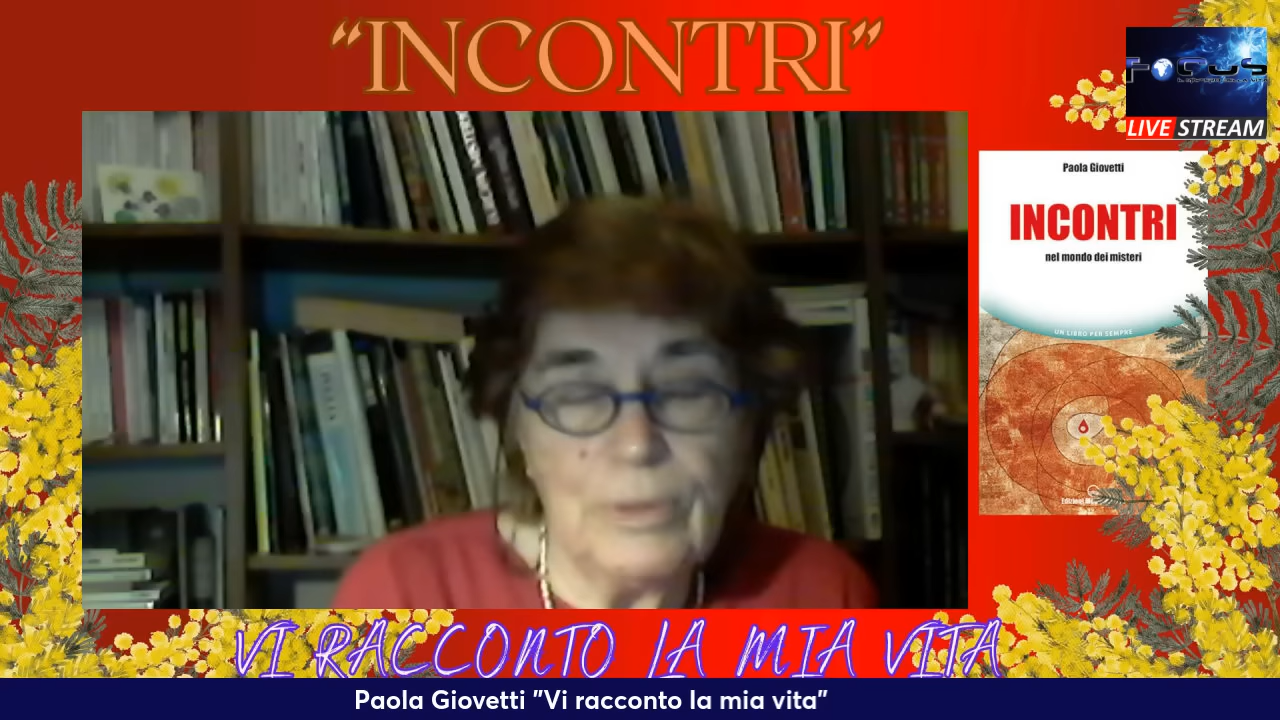 “INCONTRI”
FOCUS
LIVE STREAM
Paola Giovetti
INCONTRI
nel mondo dei misteri
UN LIBRO PER SEMPRE
VI RACCONTO LA MIA VITA
Paola Giovetti "Vi racconto la mia vita"